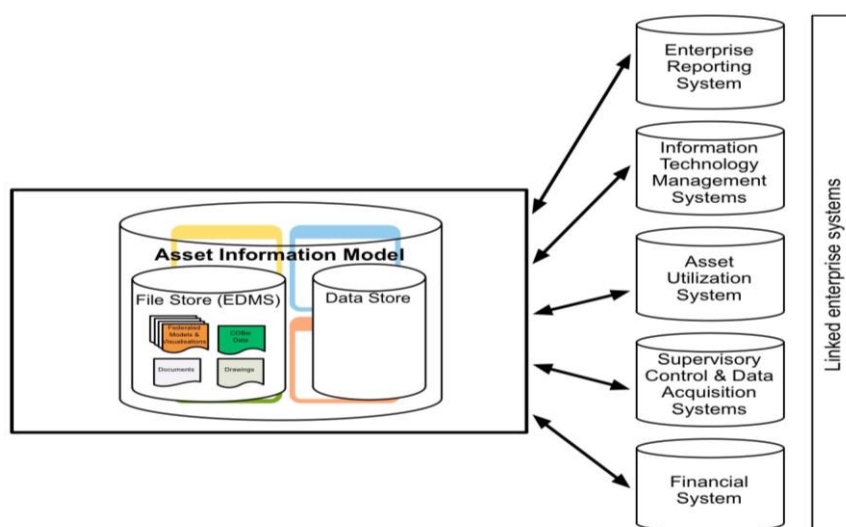 Enterprise
Reporting
System
Information
Technology
Management
Systems
Asset
Utilization
System
Supervisory
Control & Data
Acquisition
Systems
Financial
System
Linked enterprise systems
Asset Information Model
File Store (EDMS)
Data Store
Federated
Models &
Visualisations
COBie
Data
Documents
Drawings